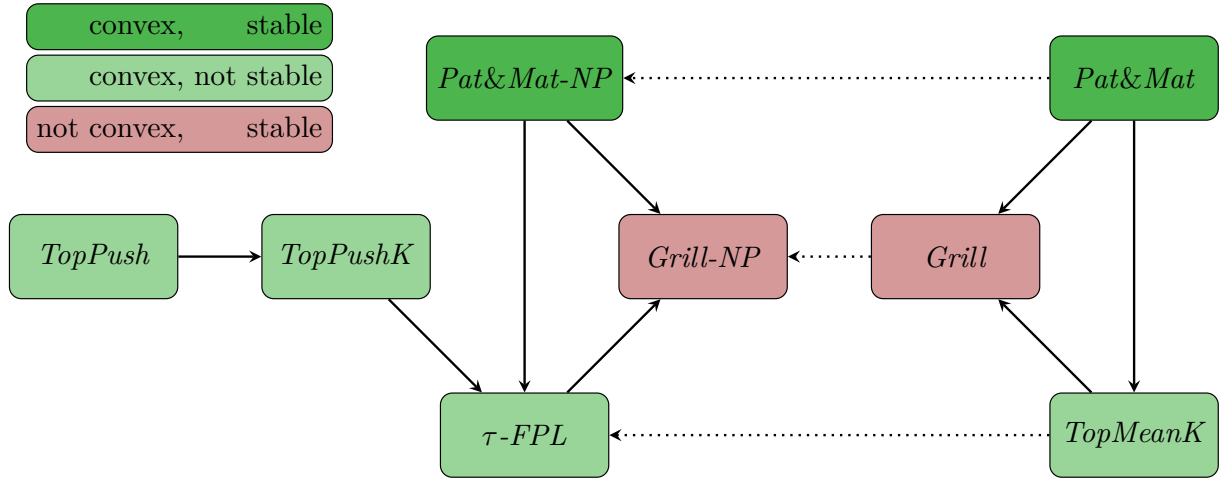 convex, stable
convex, not stable
not convex, stable
Pat&Mat-NP
Pat&Mat
TopPush
TopPushK
Grill-NP
Grill
τ-FPL
TopMeanK